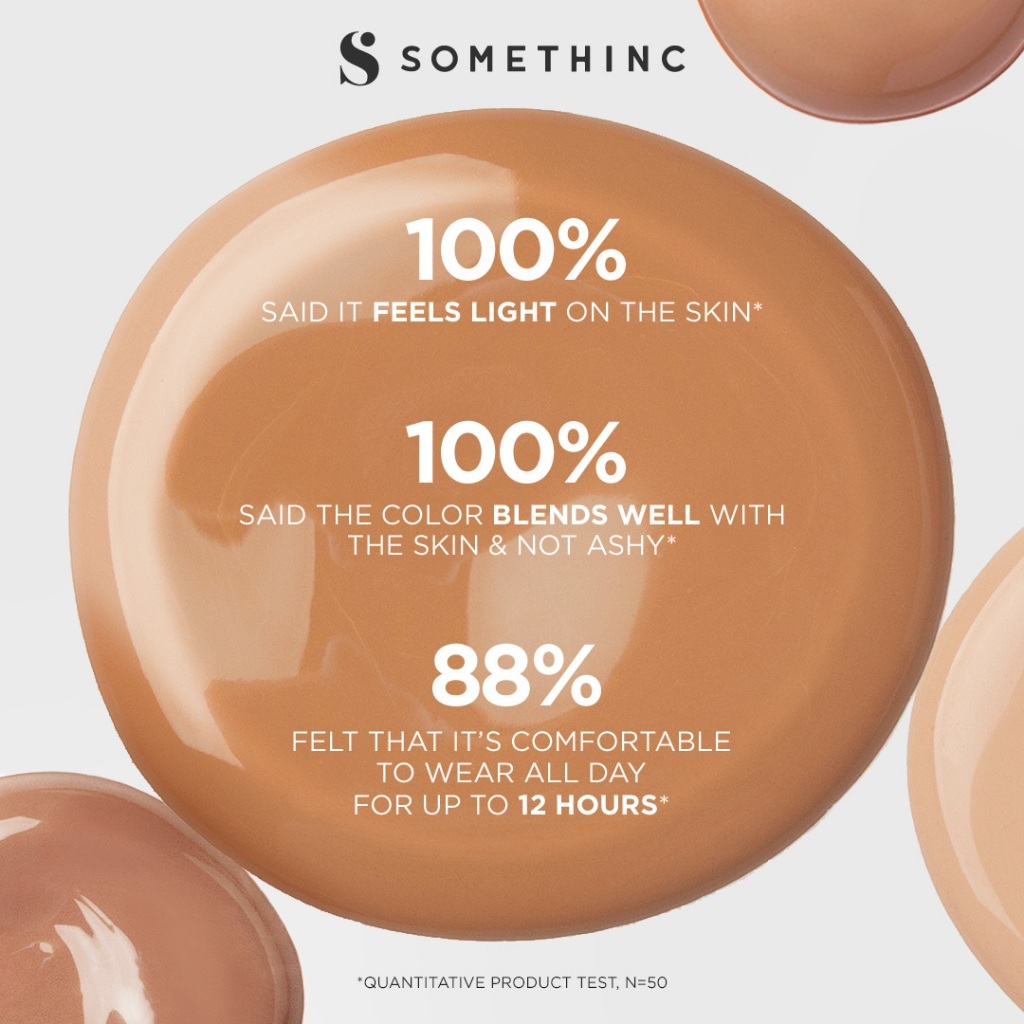 SOMETHINC
100%
SAID IT FEELS LIGHT ON THE SKIN*
100%
SAID THE COLOR BLENDS WELL WITH
THE SKIN & NOT ASHY*
88%
FELT THAT IT'S COMFORTABLE
TO WEAR ALL DAY
FOR UP TO 12 HOURS*
*QUANTITATIVE PRODUCT TEST, N=50